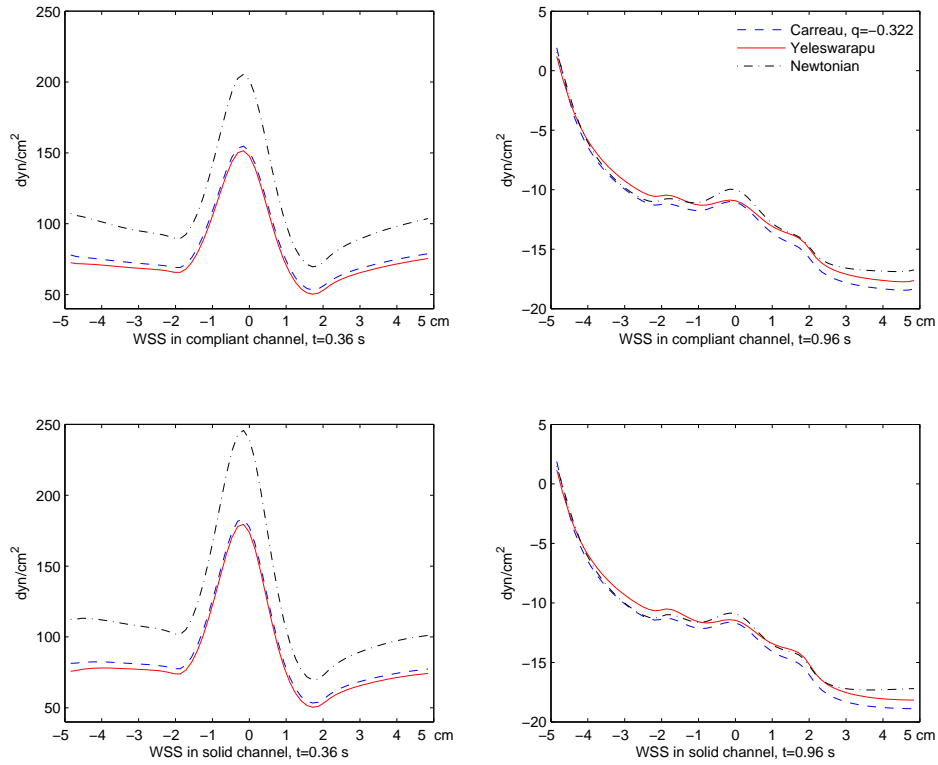 250
200
150
100
50
dyn/cm²
−5 −4 −3 −2 −1 0 1 2 3 4 5 cm
WSS in compliant channel, t=0.36 s
5
0
−5
−10
−15
−20
dyn/cm²
Carreau, q=−0.322
Yeleswarapu
Newtonian
−5 −4 −3 −2 −1 0 1 2 3 4 5 cm
WSS in compliant channel, t=0.96 s
250
200
150
100
50
dyn/cm²
−5 −4 −3 −2 −1 0 1 2 3 4 5 cm
WSS in solid channel, t=0.36 s
5
0
−5
−10
−15
−20
dyn/cm²
−5 −4 −3 −2 −1 0 1 2 3 4 5 cm
WSS in solid channel, t=0.96 s